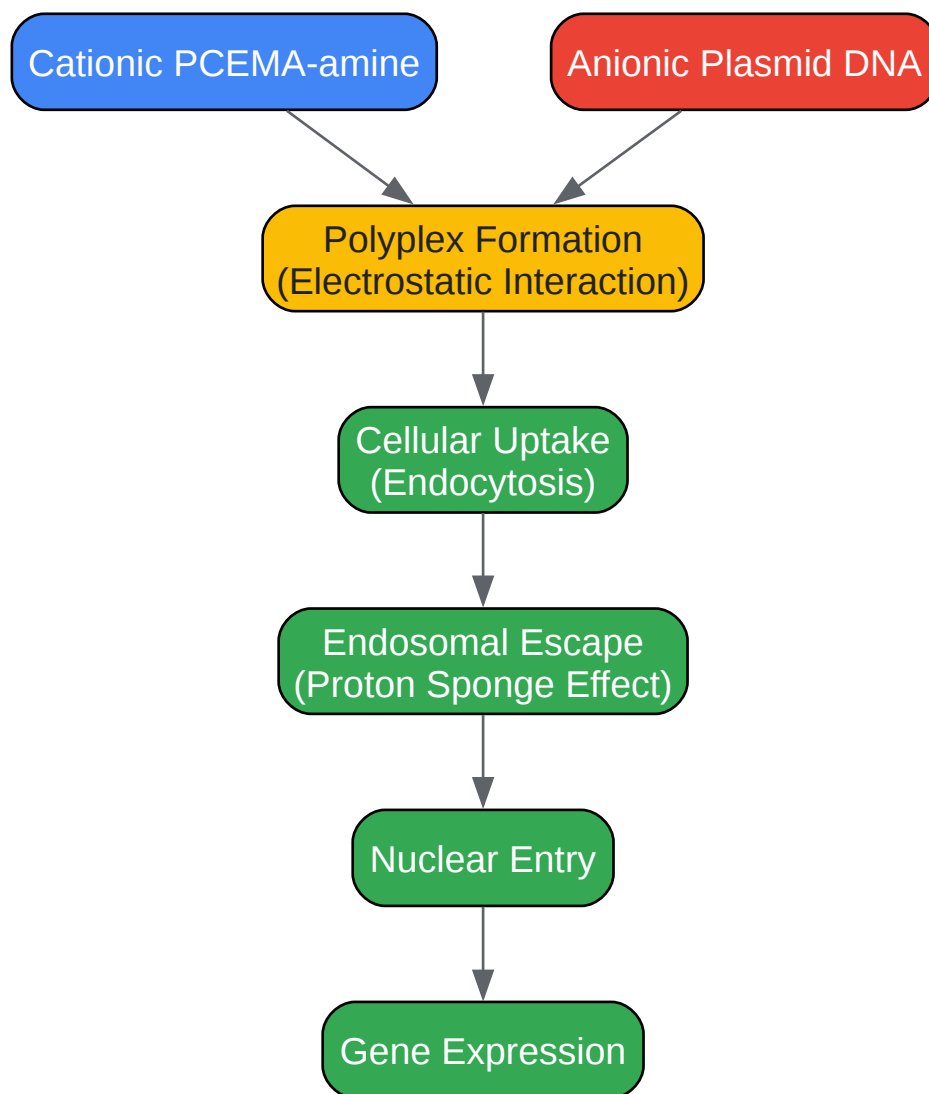 Cationic PCEMA-amine
Anionic Plasmid DNA
Polyplex Formation
(Electrostatic Interaction)
Cellular Uptake
(Endocytosis)
Endosomal Escape
(Proton Sponge Effect)
Nuclear Entry
Gene Expression